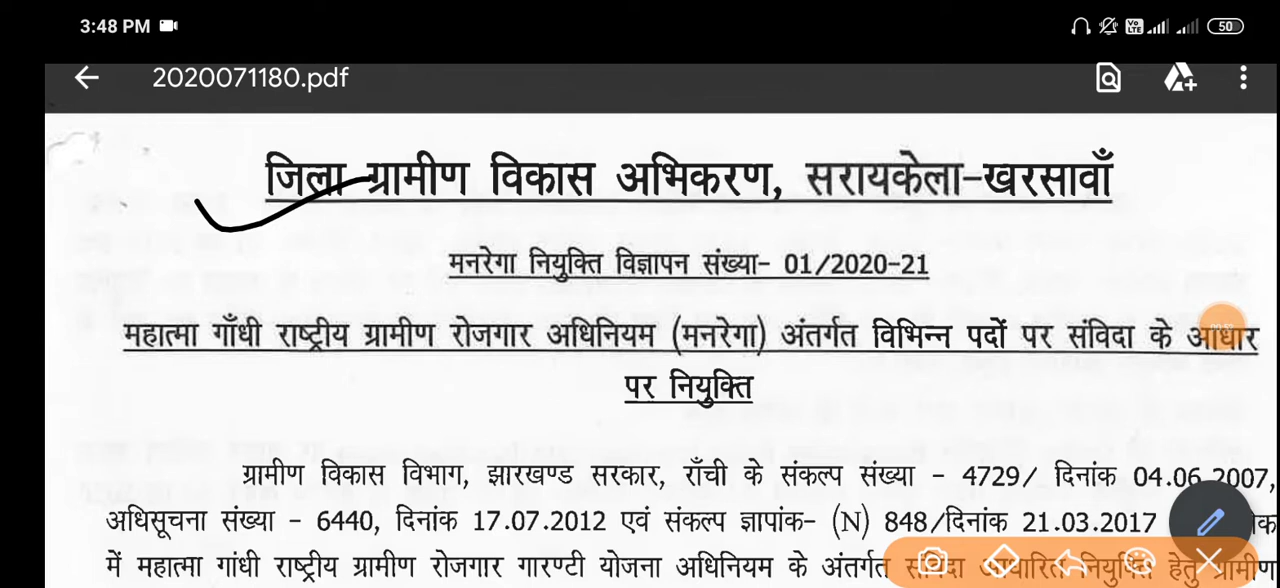 3:48 PM
50
2020071180.pdf
जिला ग्रामीण विकास अभिकरण, सरायकेला-खरसावाँ
मनरेगा नियुक्ति विज्ञापन संख्या- 01/2020-21
महात्मा गाँधी राष्ट्रीय ग्रामीण रोजगार अधिनियम (मनरेगा) अंतर्गत विभिन्न पदों पर संविदा के आधार
पर नियुक्ति
ग्रामीण विकास विभाग, झारखण्ड सरकार, राँची के संकल्प संख्या - 4729/ दिनांक 04.06.2007,
अधिसूचना संख्या - 6440, दिनांक 17.07.2012 एवं संकल्प ज्ञापांक- (N) 848/दिनांक 21.03.2017
में महात्मा गांधी राष्ट्रीय ग्रामीण रोजगार गारण्टी योजना अधिनियम के अंतर्गत संविदा आधारित नियुक्ति हेतु ग्रामीण